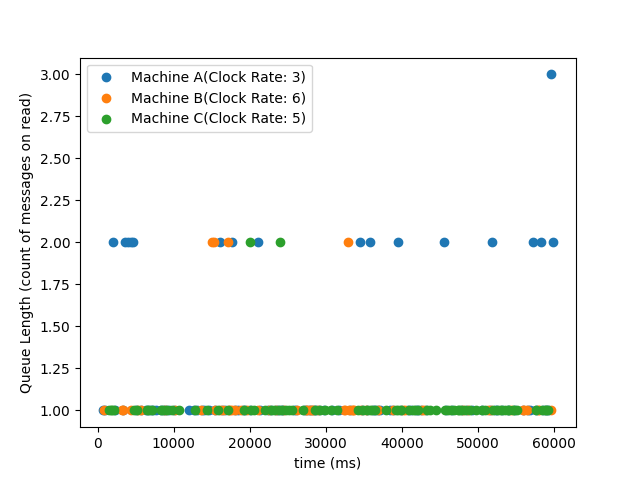 3.00
2.75
2.50
2.25
2.00
1.75
1.50
1.25
1.00
Queue Length (count of messages on read)
Machine A(Clock Rate: 3)
Machine B(Clock Rate: 6)
Machine C(Clock Rate: 5)
0 10000 20000 30000 40000 50000 60000
time (ms)